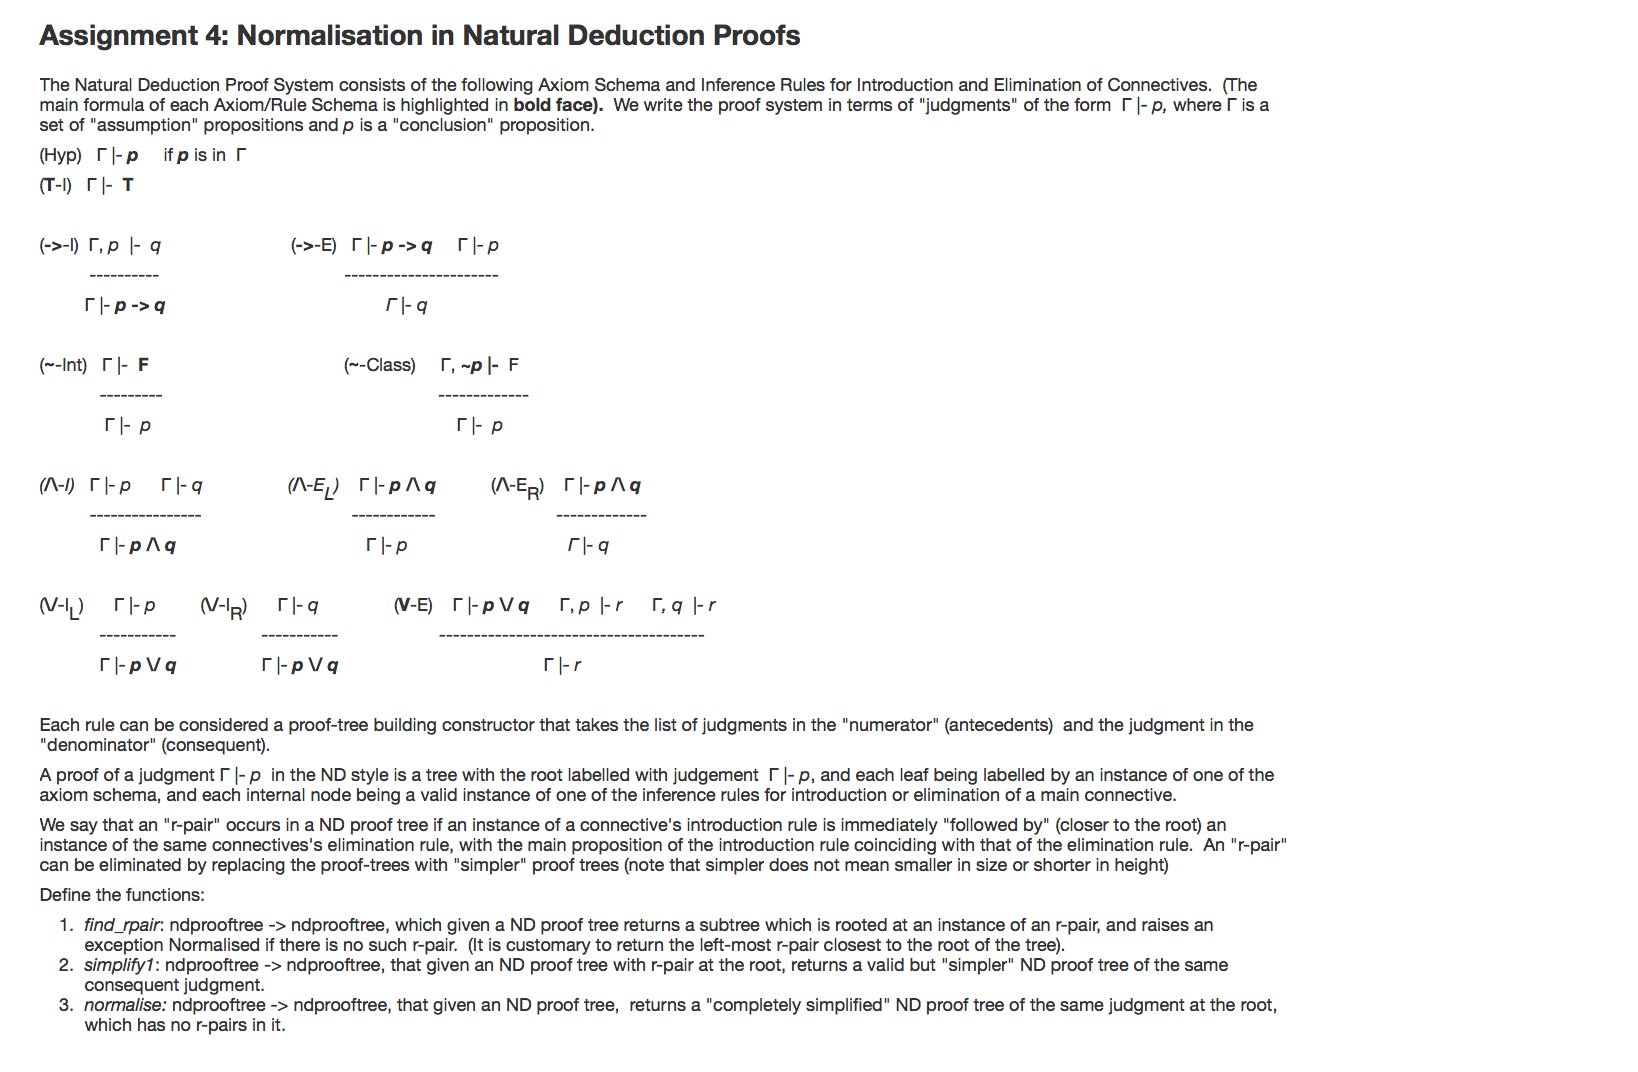 Assignment 4: Normalisation in Natural Deduction Proofs
The Natural Deduction Proof System consists of the following Axiom Schema and Inference Rules for Introduction and Elimination of Connectives. (The
main formula of each Axiom/Rule Schema is highlighted in bold face). We write the proof system in terms of "judgments" of the form Γ |- p, where Γ is a
set of "assumption" propositions and p is a "conclusion" proposition.
(Hyp) Γ |- p if p is in Γ
(T-I) Γ |- T
(->-I) Γ, p |- q (->-E) Γ |- p -> q Γ |- p
---------- ----------------------
Γ |- p -> q Γ |- q
(~-Int) Γ |- F (~-Class) Γ, ~p |- F
--------- -------------
Γ |- p Γ |- p
(Λ-I) Γ |- p Γ |- q (Λ-EL) Γ |- p Λ q (Λ-ER) Γ |- p Λ q
---------------- ------------ -------------
Γ |- p Λ q Γ |- p Γ |- q
(V-IL) Γ |- p (V-IR) Γ |- q (V-E) Γ |- p V q Γ, p |- r Γ, q |- r
----------- ----------- --------------------------------------
Γ |- p V q Γ |- p V q Γ |- r
Each rule can be considered a proof-tree building constructor that takes the list of judgments in the "numerator" (antecedents) and the judgment in the
"denominator" (consequent).
A proof of a judgment Γ |- p in the ND style is a tree with the root labelled with judgement Γ |- p, and each leaf being labelled by an instance of one of the
axiom schema, and each internal node being a valid instance of one of the inference rules for introduction or elimination of a main connective.
We say that an "r-pair" occurs in a ND proof tree if an instance of a connective's introduction rule is immediately "followed by" (closer to the root) an
instance of the same connectives's elimination rule, with the main proposition of the introduction rule coinciding with that of the elimination rule. An "r-pair"
can be eliminated by replacing the proof-trees with "simpler" proof trees (note that simpler does not mean smaller in size or shorter in height)
Define the functions:
1. find_rpair: ndprooftree -> ndprooftree, which given a ND proof tree returns a subtree which is rooted at an instance of an r-pair, and raises an
exception Normalised if there is no such r-pair. (It is customary to return the left-most r-pair closest to the root of the tree).
2. simplify1: ndprooftree -> ndprooftree, that given an ND proof tree with r-pair at the root, returns a valid but "simpler" ND proof tree of the same
consequent judgment.
3. normalise: ndprooftree -> ndprooftree, that given an ND proof tree, returns a "completely simplified" ND proof tree of the same judgment at the root,
which has no r-pairs in it.